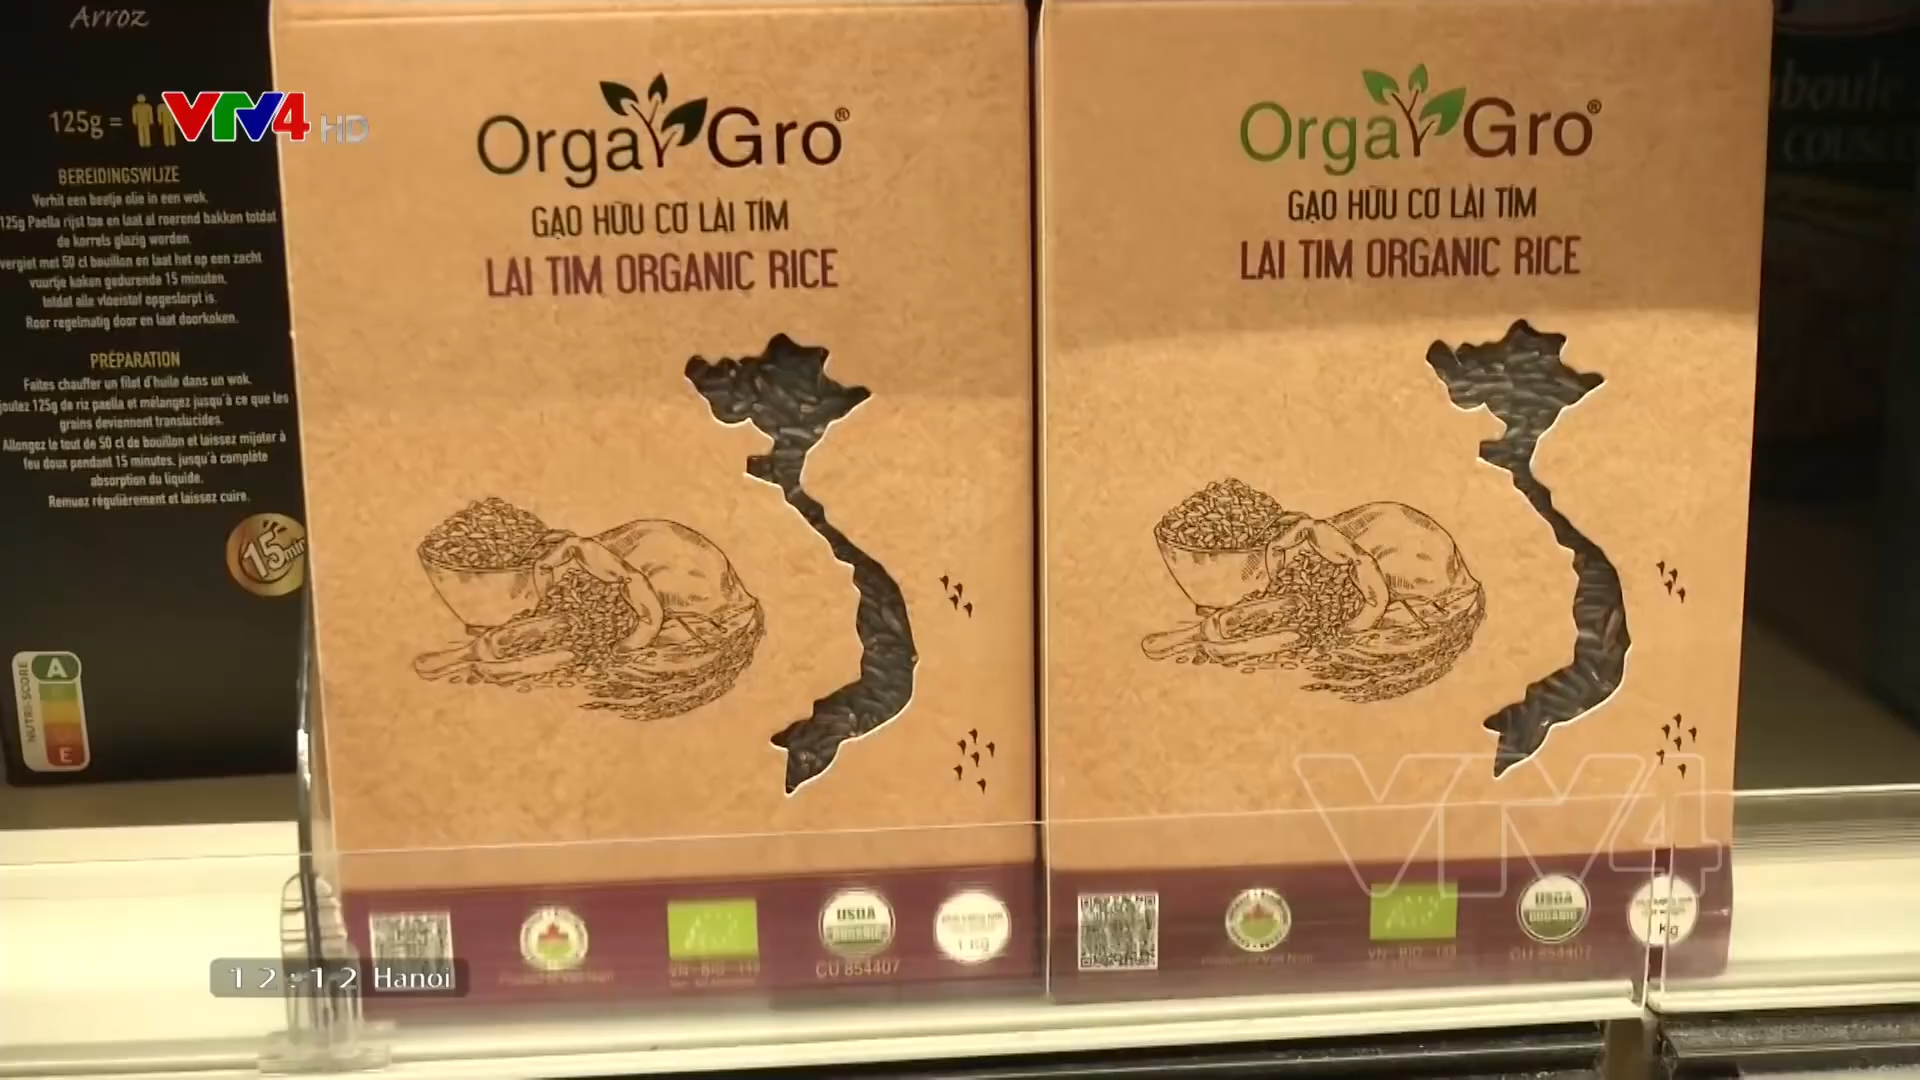 Arroz
125g =
VTV4 HD
BEREIDINGSWIJZE
Verhit een beetje olie in een wok.
125g Paella rijst toe en laat al roerend bakken totdat
de korrels glazig worden.
vergiet met 50 cl bouillon en laat het op een zacht
vuurtje koken gedurende 15 minuten,
totdat alle vloeistof opgeslorpt is.
Roer regelmatig door en laat doorkoken.
PRÉPARATION
Faites chauffer un filet d'huile dans un wok.
joutez 125g de riz paella et mélangez jusqu'à ce que les
grains deviennent translucides.
Allongez le tout de 50 cl de bouillon et laissez mijoter à
feu doux pendant 15 minutes, jusqu'à complète
absorption du liquide.
Remuez régulièrement et laissez cuire.
15 min
NUTRI-SCORE
A
E
OrgaGro®
GẠO HỮU CƠ LÀI TÍM
LAI TIM ORGANIC RICE
USDA
ORGANIC
1 Kg
VN-BIO-149
CU 854407
OrgaGro®
GẠO HỮU CƠ LÀI TÍM
LAI TIM ORGANIC RICE
USDA
ORGANIC
Kg
VN-BIO-149
CU 854407
VTV4
12:12 Hanoi